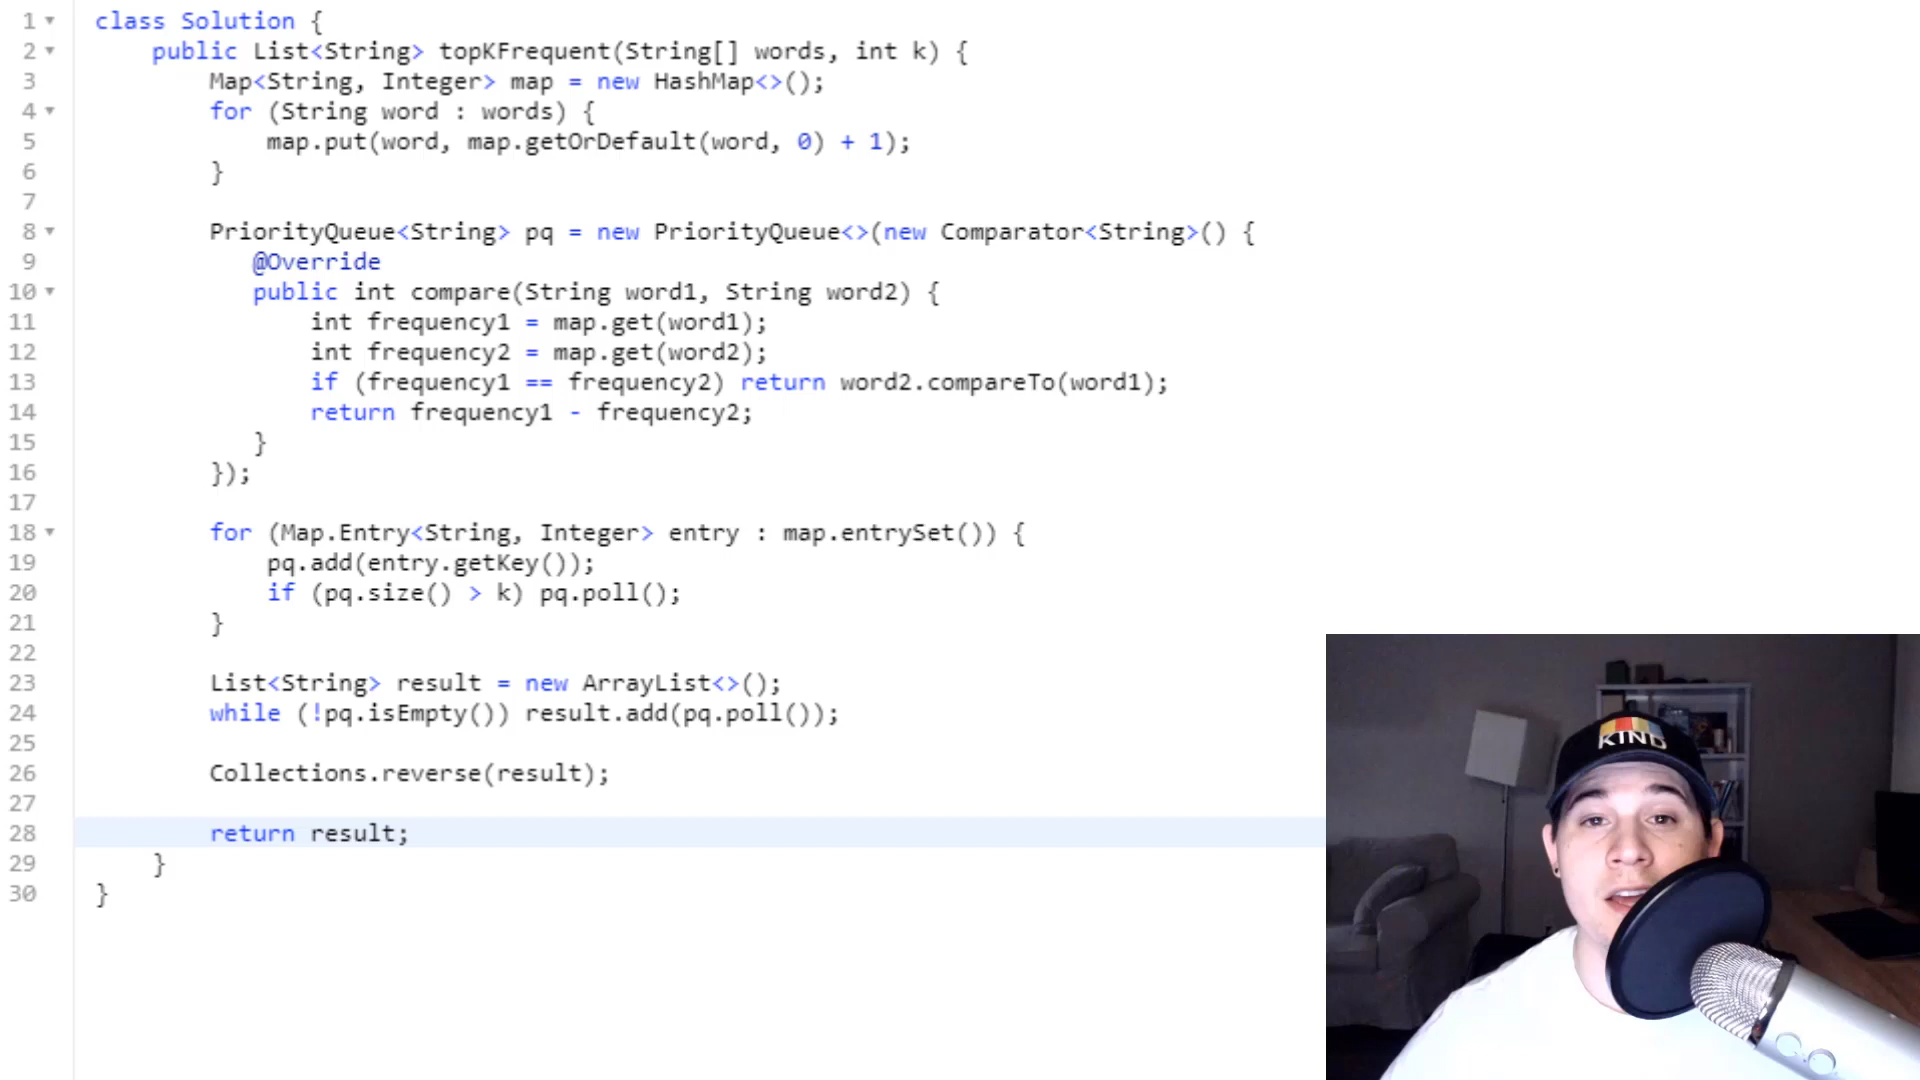 1 class Solution {
2 public List<String> topKFrequent(String[] words, int k) {
3 Map<String, Integer> map = new HashMap<>();
4 for (String word : words) {
5 map.put(word, map.getOrDefault(word, 0) + 1);
6 }
7
8 PriorityQueue<String> pq = new PriorityQueue<>(new Comparator<String>() {
9 @Override
10 public int compare(String word1, String word2) {
11 int frequency1 = map.get(word1);
12 int frequency2 = map.get(word2);
13 if (frequency1 == frequency2) return word2.compareTo(word1);
14 return frequency1 - frequency2;
15 }
16 });
17
18 for (Map.Entry<String, Integer> entry : map.entrySet()) {
19 pq.add(entry.getKey());
20 if (pq.size() > k) pq.poll();
21 }
22
23 List<String> result = new ArrayList<>();
24 while (!pq.isEmpty()) result.add(pq.poll());
25
26 Collections.reverse(result);
27
28 return result;
29 }
30 }
KIND